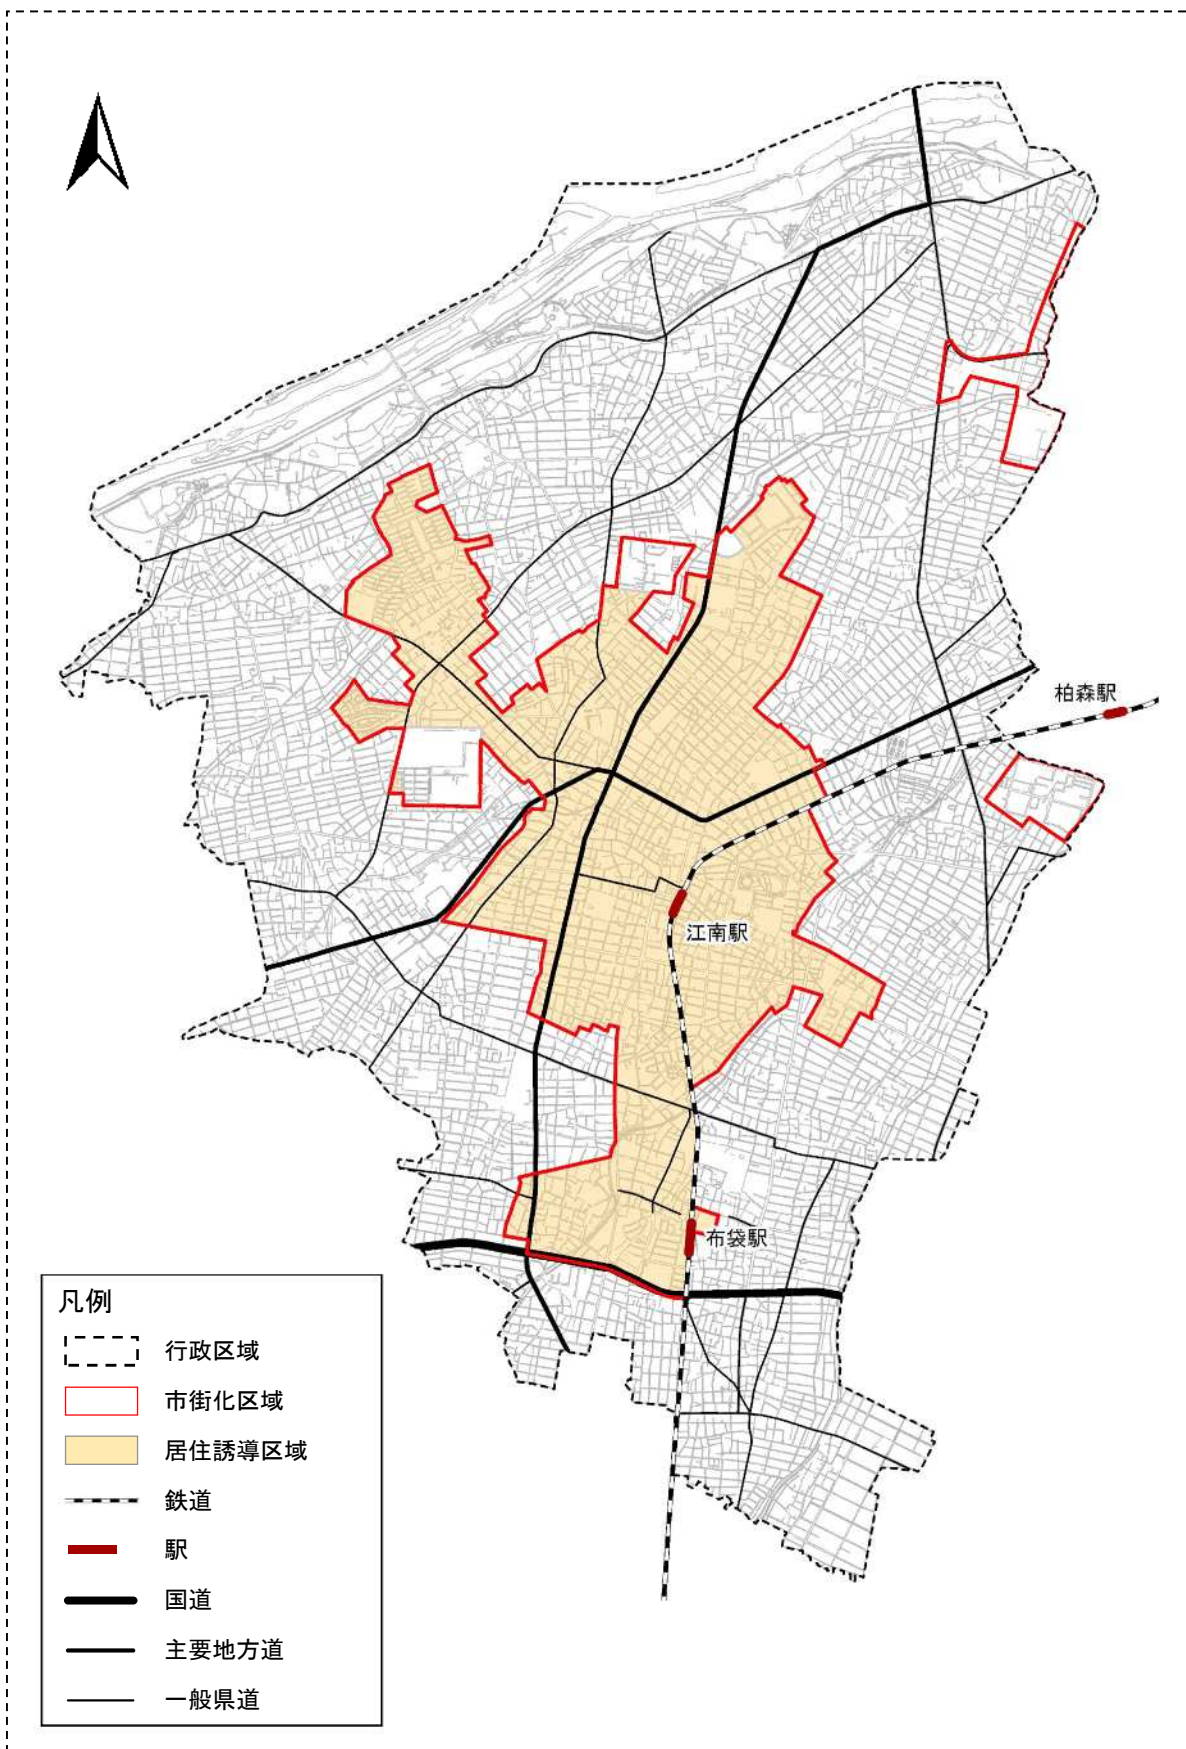 柏森駅
江南駅
布袋駅
凡例
行政区域
市街化区域
居住誘導区域
鉄道
駅
国道
主要地方道
一般県道